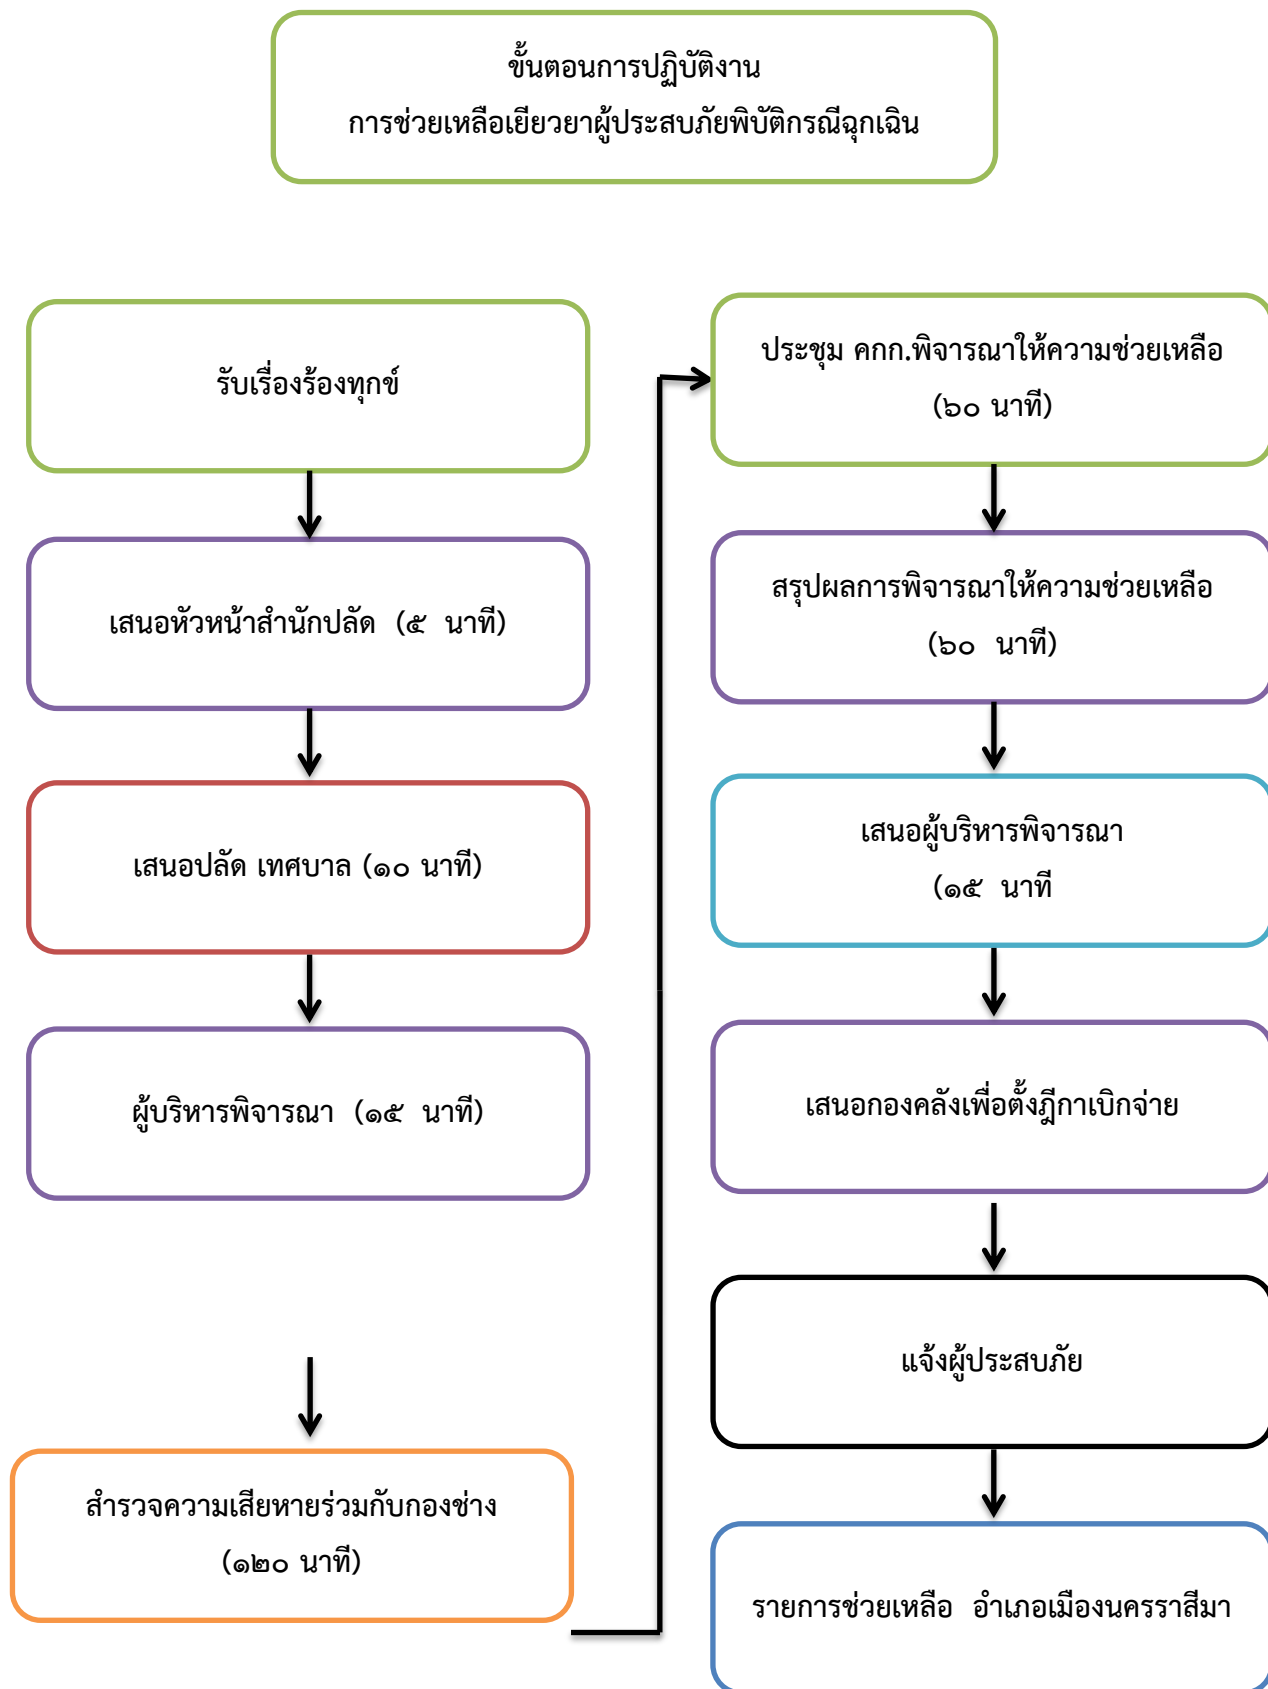 ขั้นตอนการปฏิบัติงาน
การช่วยเหลือเยียวยาผู้ประสบภัยพิบัติกรณีฉุกเฉิน
รับเรื่องร้องทุกข์
เสนอหัวหน้าสำนักปลัด (๕ นาที)
เสนอปลัด เทศบาล (๑๐ นาที)
ผู้บริหารพิจารณา (๑๕ นาที)
สำรวจความเสียหายร่วมกับกองช่าง
(๑๒๐ นาที)
ประชุม คกก.พิจารณาให้ความช่วยเหลือ
(๖๐ นาที)
สรุปผลการพิจารณาให้ความช่วยเหลือ
(๖๐ นาที)
เสนอผู้บริหารพิจารณา
(๑๕ นาที
เสนอกองคลังเพื่อตั้งฎีกาเบิกจ่าย
แจ้งผู้ประสบภัย
รายการช่วยเหลือ อำเภอเมืองนครราสีมา